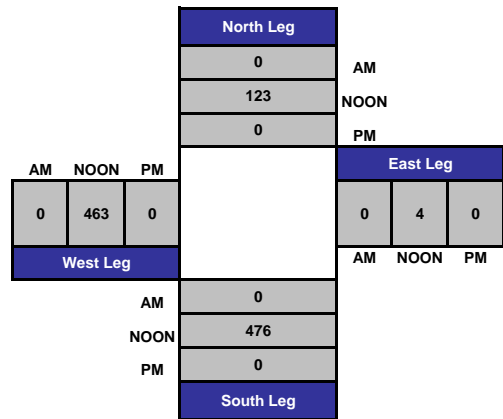 North Leg
0 AM
123 NOON
0 PM
East Leg
AM NOON PM
0 463 0
0 4 0
West Leg
AM NOON PM
AM 0
NOON 476
PM 0
South Leg